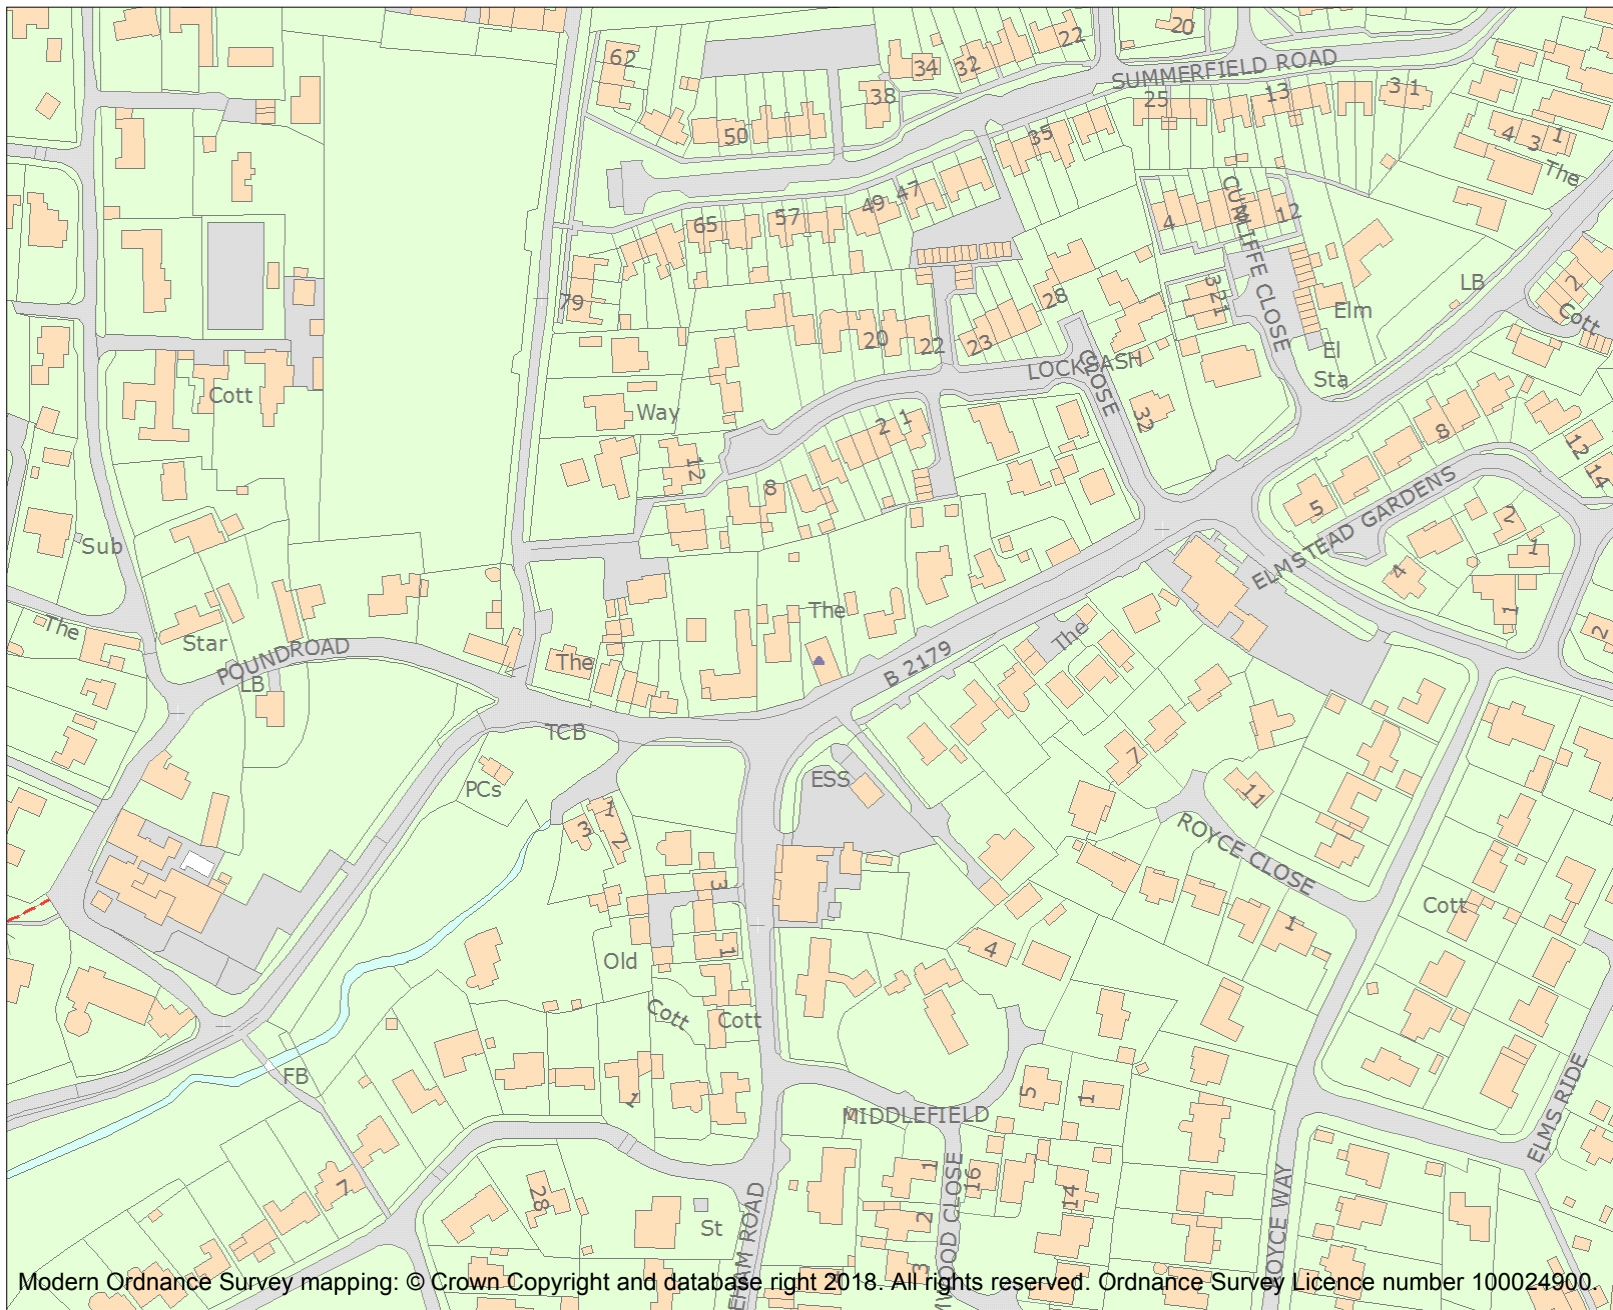 62
34
32
22
20
SUMMERFIELD ROAD
50
38
35
25
13
3 1
4
3
1
The
65
57
49
47
4
12
CUNLIFFE CLOSE
79
20
22
23
28
3
2
1
Elm
LB
2
Cott
El
Sta
LOCKSASH
CLOSE
Cott
Way
12
8
2
1
32
8
12
14
5
ELMSTEAD GARDENS
2
1
4
1
2
Sub
The
Star
POUNDROAD
LB
The
The
B 2179
The
TCB
PCs
ESS
7
11
ROYCE CLOSE
3
1
2
3
1
Old
Cott
Cott
4
1
Cott
FB
1
MIDDLEFIELD
5
1
ELMS RIDE
7
28
St
1
2
3
16
14
ROYCE WAY
Modern Ordnance Survey mapping: © Crown Copyright and database right 2018. All rights reserved. Ordnance Survey Licence number 100024900.